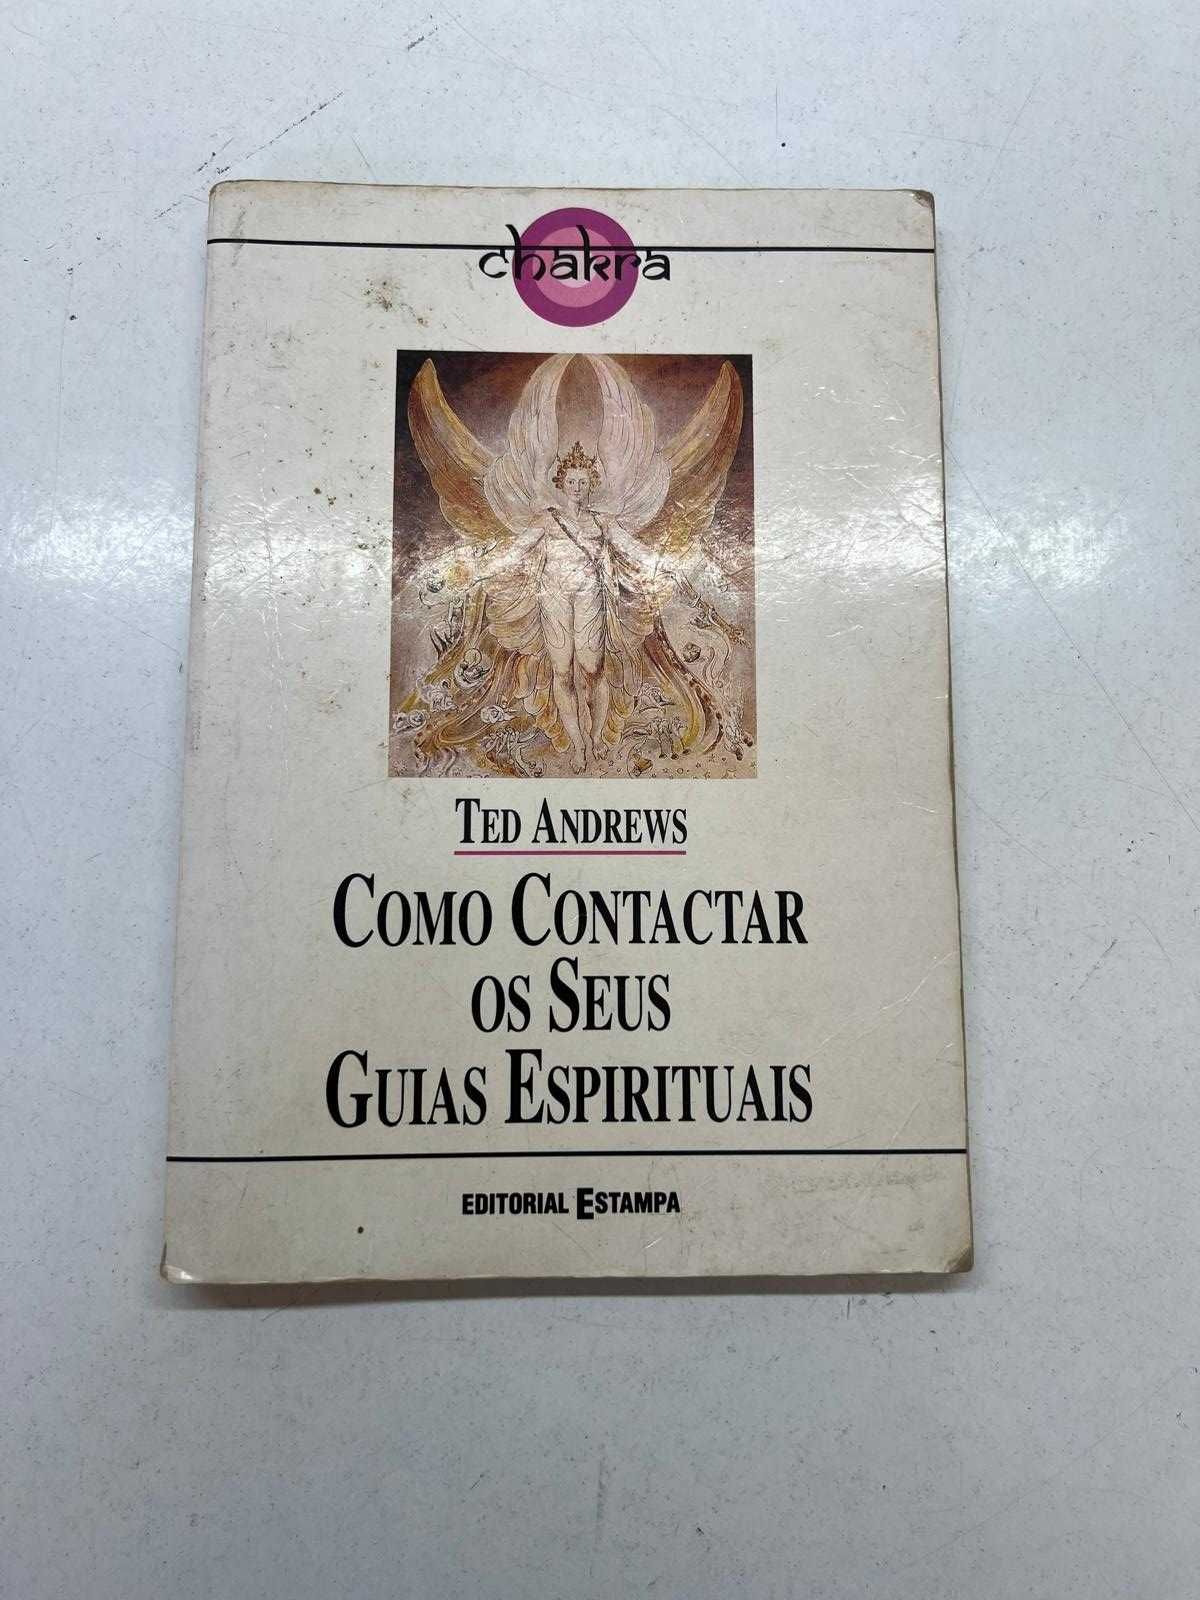 chakra
TED ANDREWS
COMO CONTACTAR
OS SEUS
GUIAS ESPIRITUAIS
EDITORIAL ESTAMPA